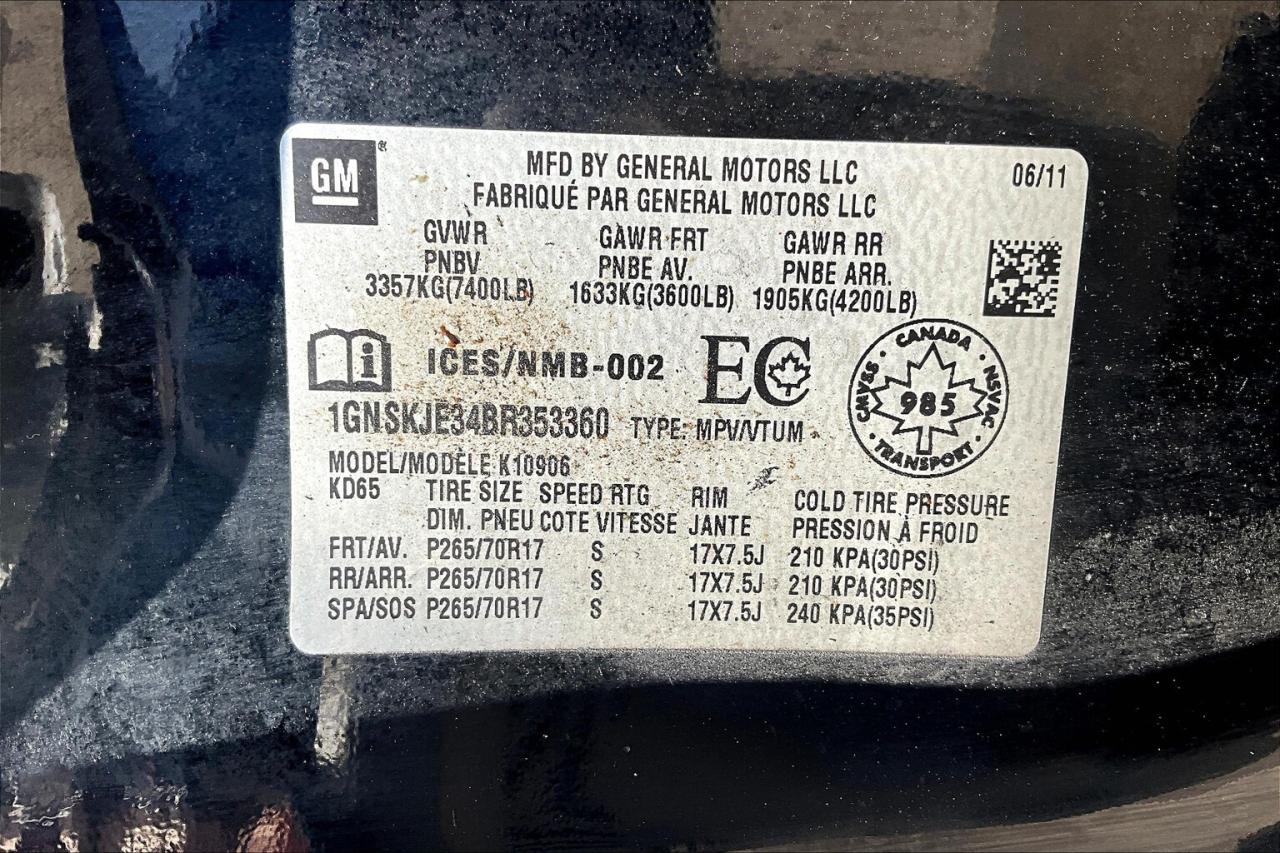 GM®
MFD BY GENERAL MOTORS LLC
06/11
FABRIQUÉ PAR GENERAL MOTORS LLC
GVWR GAWR FRT GAWR RR
PNBV PNBE AV. PNBE ARR.
3357KG(7400LB) 1633KG(3600LB) 1905KG(4200LB)
i ICES/NMB-002 EC
CANADA
CMVSS NSVAC
985
TRANSPORT
1GNSKJE34BR353360 TYPE: MPV/VTUM
MODEL/MODÈLE K10906
KD65 TIRE SIZE SPEED RTG RIM COLD TIRE PRESSURE
DIM. PNEU COTE VITESSE JANTE PRESSION À FROID
FRT/AV. P265/70R17 S 17X7.5J 210 KPA(30PSI)
RR/ARR. P265/70R17 S 17X7.5J 210 KPA(30PSI)
SPA/SOS P265/70R17 S 17X7.5J 240 KPA(35PSI)